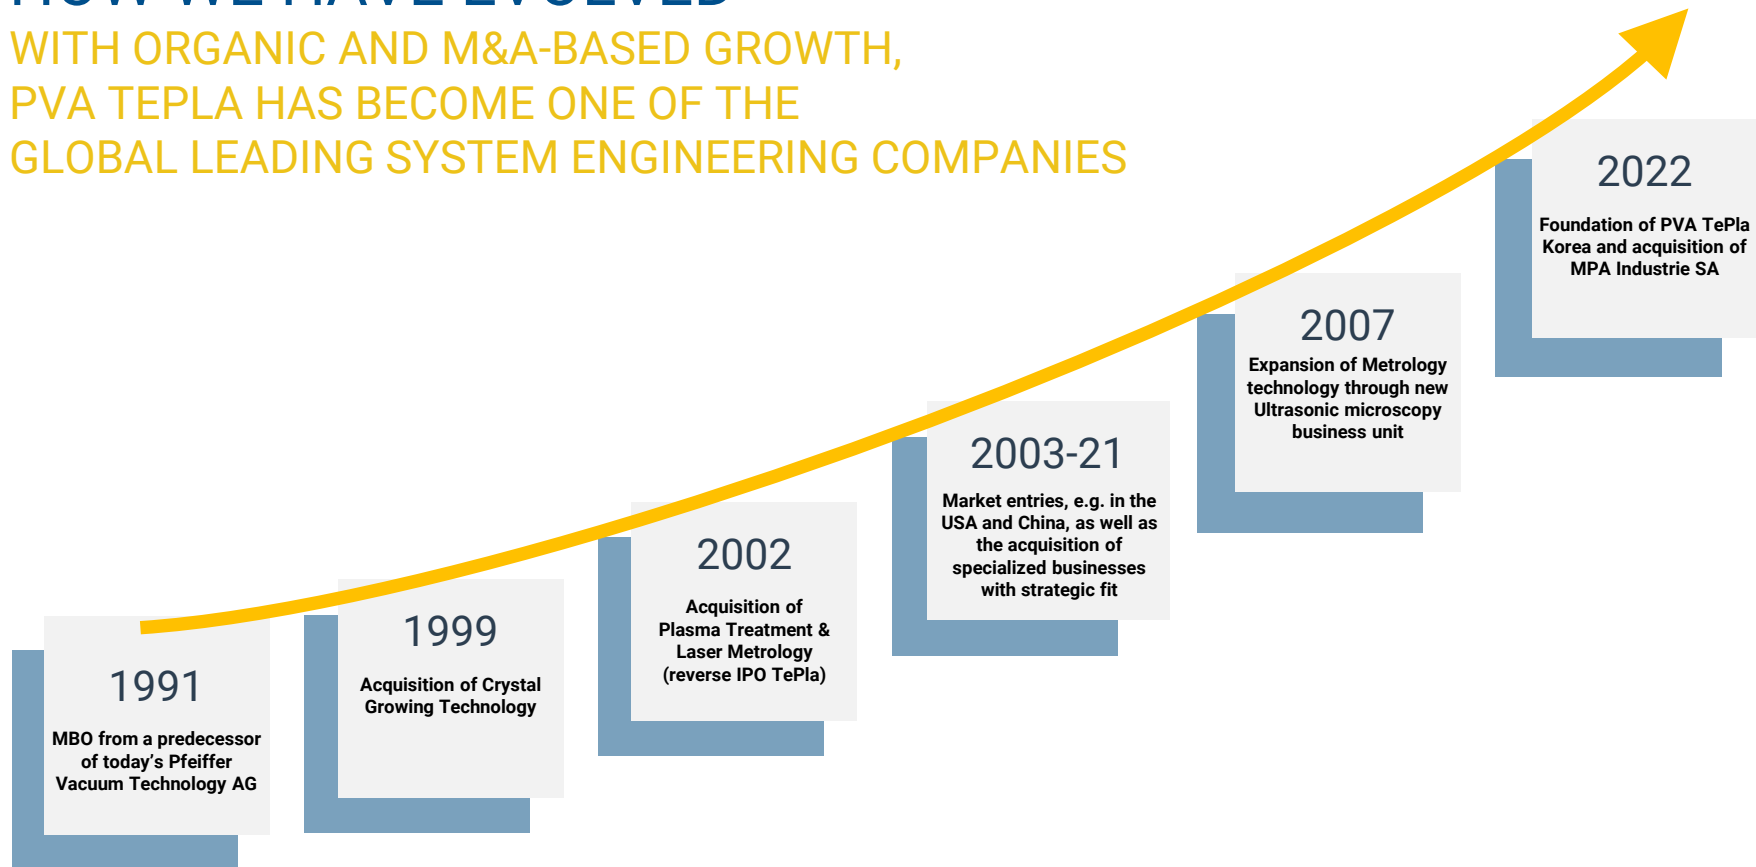 HOW WE HAVE EVOLVED
WITH ORGANIC AND M&A-BASED GROWTH,
PVA TEPLA HAS BECOME ONE OF THE
GLOBAL LEADING SYSTEM ENGINEERING COMPANIES
1991
MBO from a predecessor
of today's Pfeiffer
Vacuum Technology AG
1999
Acquisition of Crystal
Growing Technology
2002
Acquisition of
Plasma Treatment &
Laser Metrology
(reverse IPO TePla)
2003-21
Market entries, e.g. in the
USA and China, as well as
the acquisition of
specialized businesses
with strategic fit
2007
Expansion of Metrology
technology through new
Ultrasonic microscopy
business unit
2022
Foundation of PVA TePla
Korea and acquisition of
MPA Industrie SA